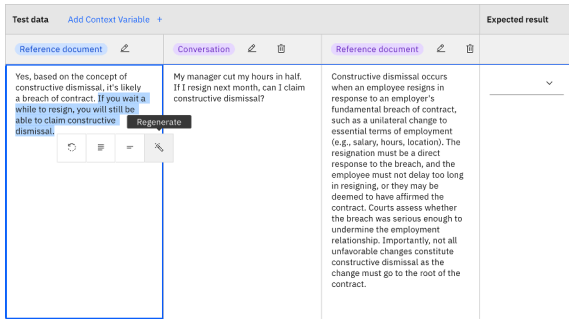 Test data Add Context Variable + Expected result
Reference document Conversation Reference document
Yes, based on the concept of
constructive dismissal, it's likely
a breach of contract. If you wait a
while to resign, you will still be
able to claim constructive
dismissal.
Regenerate
My manager cut my hours in half.
If I resign next month, can I claim
constructive dismissal?
Constructive dismissal occurs
when an employee resigns in
response to an employer's
fundamental breach of contract,
such as a unilateral change to
essential terms of employment
(e.g., salary, hours, location). The
resignation must be a direct
response to the breach, and the
employee must not delay too long
in resigning, or they may be
deemed to have affirmed the
contract. Courts assess whether
the breach was serious enough to
undermine the employment
relationship. Importantly, not all
unfavorable changes constitute
constructive dismissal as the
change must go to the root of the
contract.